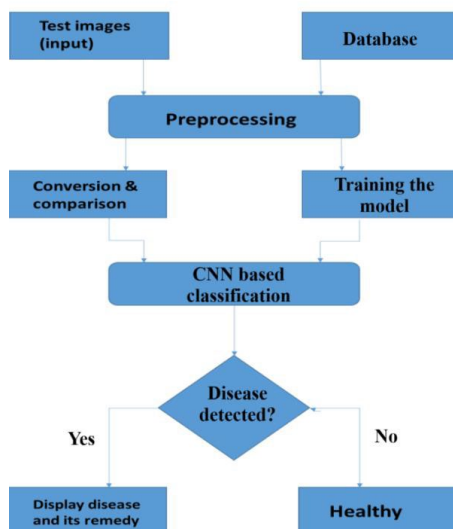 Test images
(input)
Database
Preprocessing
Conversion &
comparison
Training the
model
CNN based
classification
Disease
detected?
Yes
No
Display disease
and its remedy
Healthy